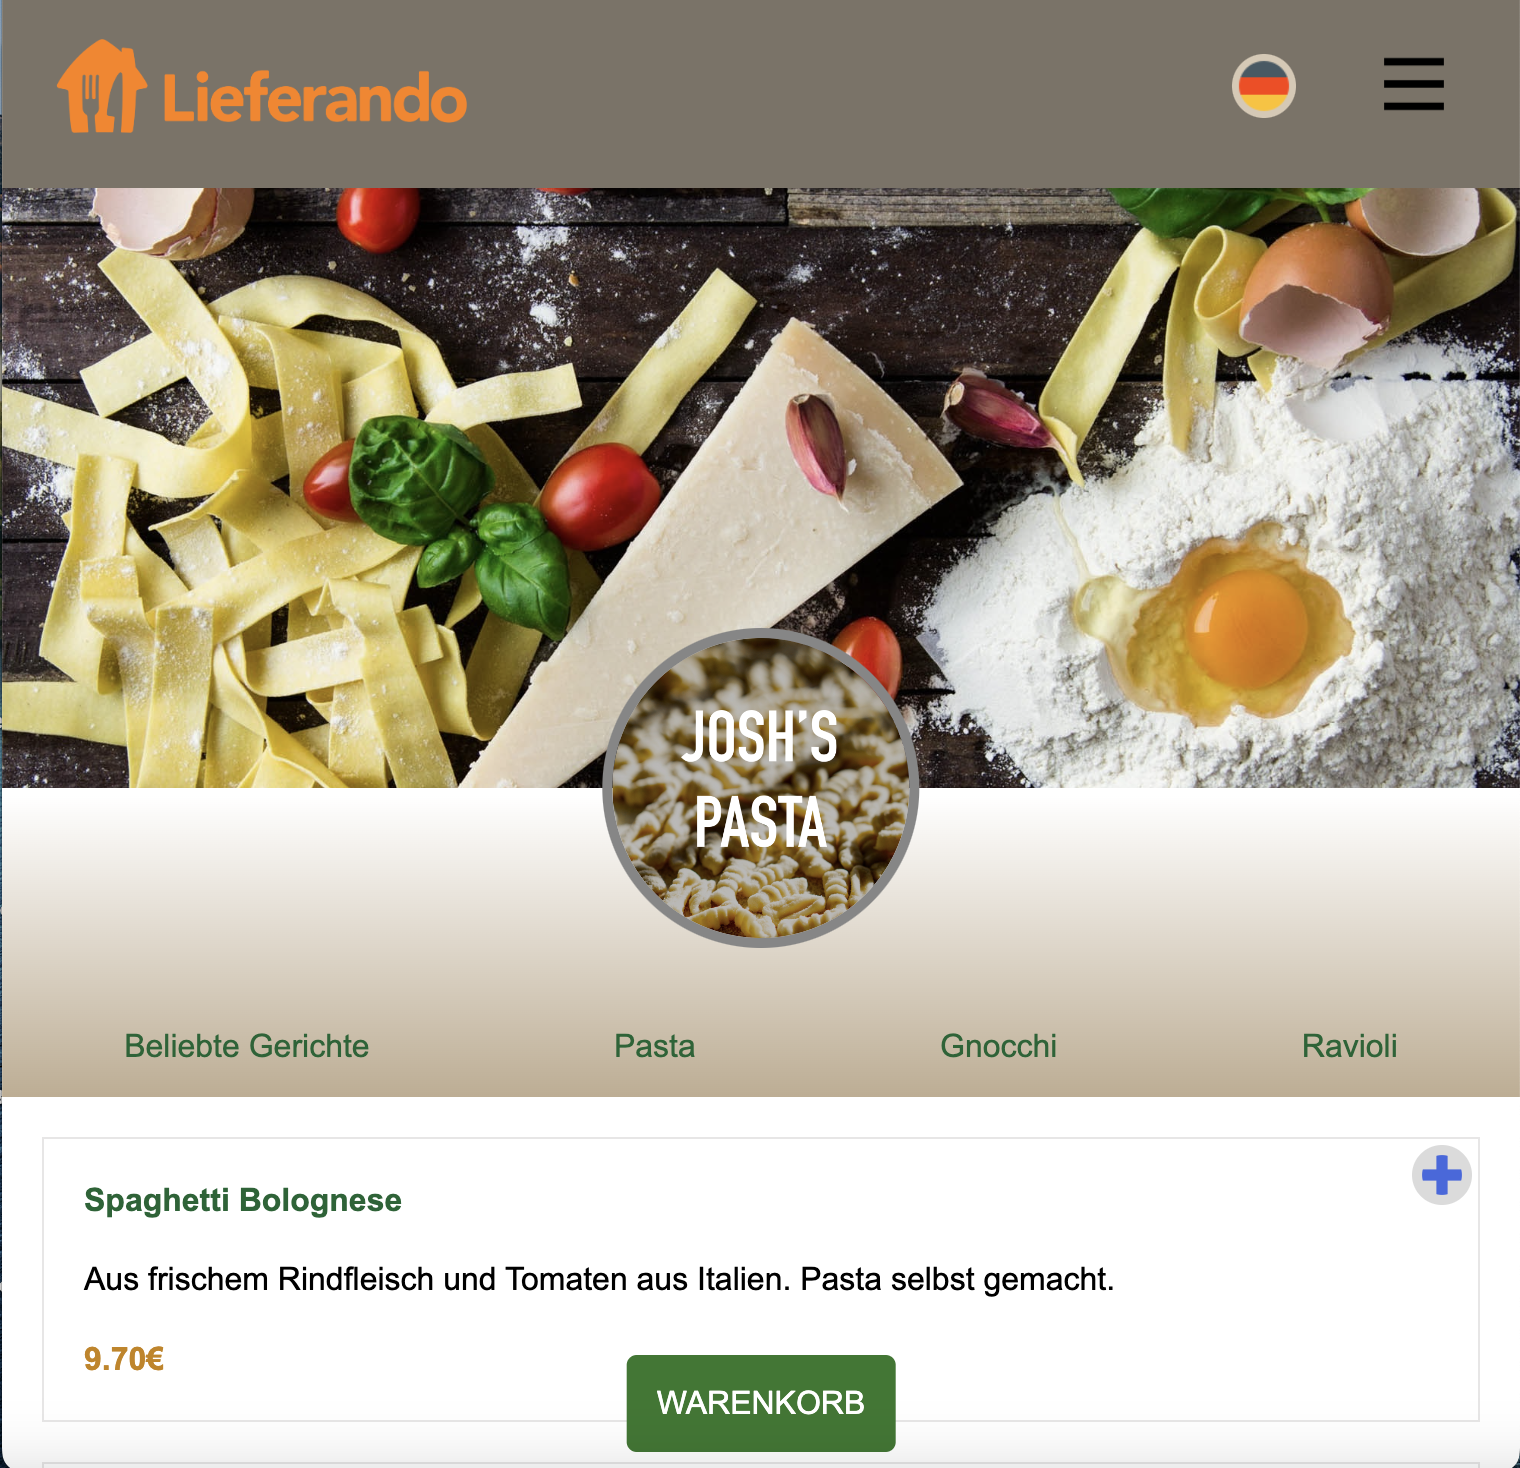 Lieferando
JOSH'S
PASTA
Beliebte Gerichte
Pasta
Gnocchi
Ravioli
Spaghetti Bolognese
Aus frischem Rindfleisch und Tomaten aus Italien. Pasta selbst gemacht.
9.70€
WARENKORB